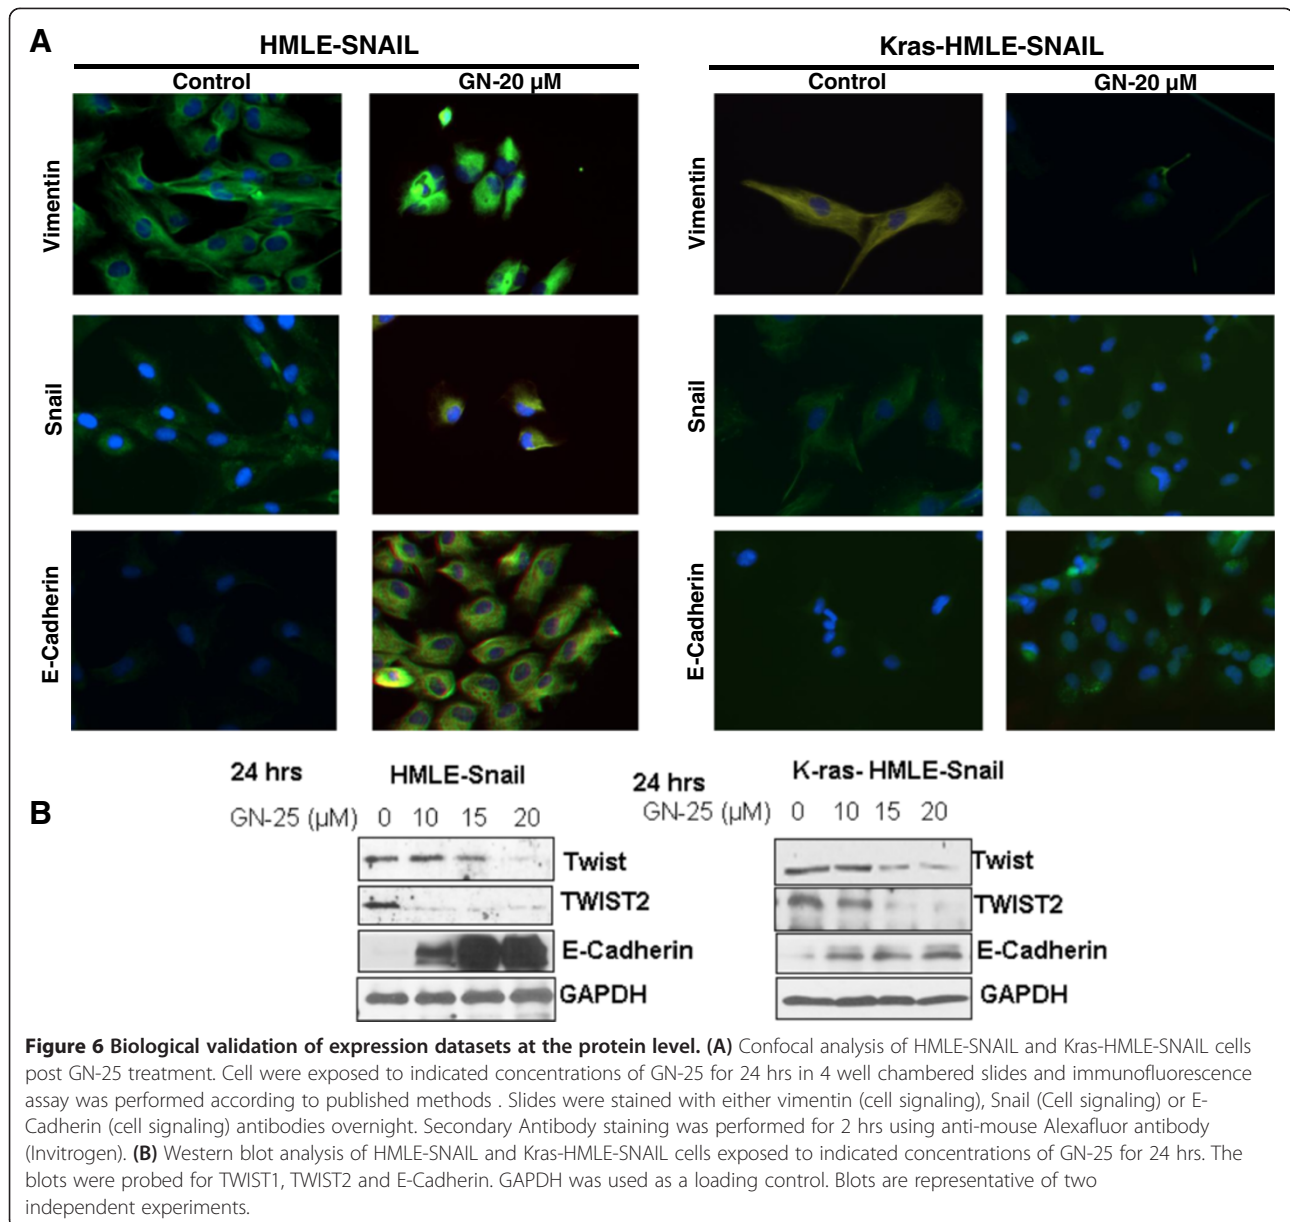 A
HMLE-SNAIL
Kras-HMLE-SNAIL
Control
GN-20 µM
Control
GN-20 µM
Vimentin
Vimentin
Snail
Snail
E-Cadherin
E-Cadherin
B
24 hrs
HMLE-Snail
GN-25 (µM)
0 10 15 20
Twist
TWIST2
E-Cadherin
GAPDH
24 hrs
K-ras- HMLE-Snail
GN-25 (µM)
0 10 15 20
Twist
TWIST2
E-Cadherin
GAPDH
Figure 6 Biological validation of expression datasets at the protein level. (A) Confocal analysis of HMLE-SNAIL and Kras-HMLE-SNAIL cells
post GN-25 treatment. Cell were exposed to indicated concentrations of GN-25 for 24 hrs in 4 well chambered slides and immunofluorescence
assay was performed according to published methods . Slides were stained with either vimentin (cell signaling), Snail (Cell signaling) or E-
Cadherin (cell signaling) antibodies overnight. Secondary Antibody staining was performed for 2 hrs using anti-mouse Alexafluor antibody
(Invitrogen). (B) Western blot analysis of HMLE-SNAIL and Kras-HMLE-SNAIL cells exposed to indicated concentrations of GN-25 for 24 hrs. The
blots were probed for TWIST1, TWIST2 and E-Cadherin. GAPDH was used as a loading control. Blots are representative of two
independent experiments.